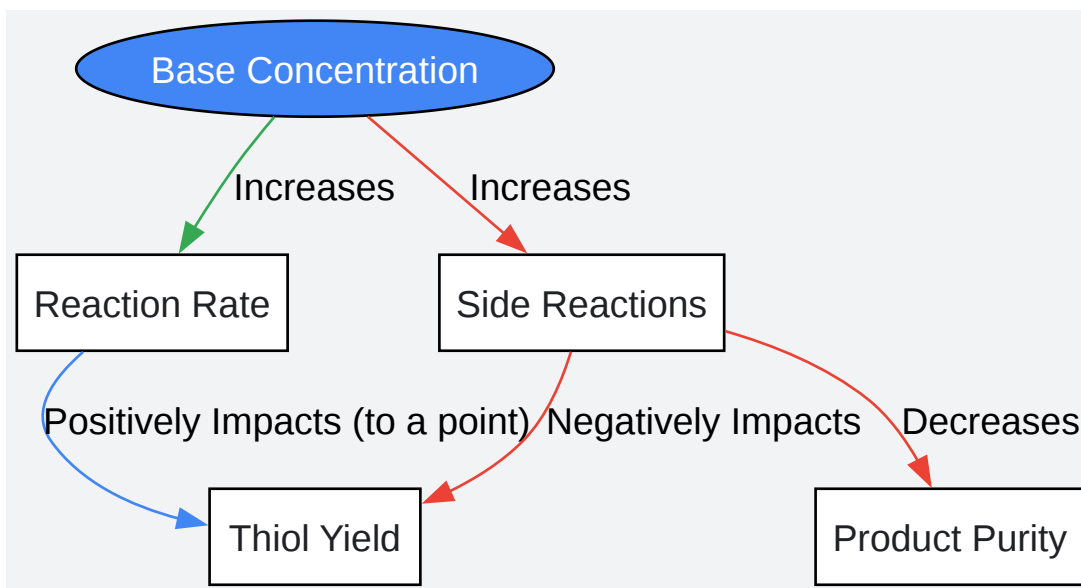 Base Concentration
Increases
Increases
Reaction Rate
Side Reactions
Positively Impacts (to a point)
Negatively Impacts
Decreases
Thiol Yield
Product Purity